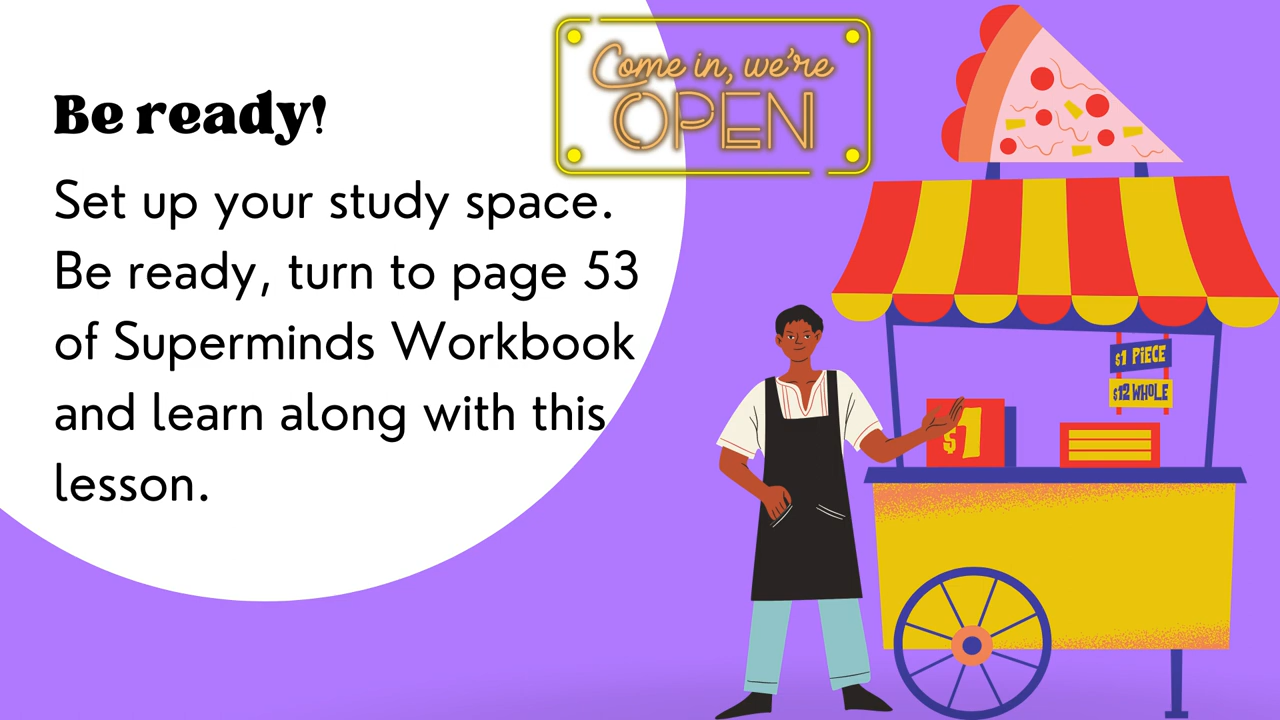 Be ready!
Set up your study space.
Be ready, turn to page 53
of Superminds Workbook
and learn along with this
lesson.
Come in, we're
OPEN
$1 PiECE
$12 WHOLE
$1